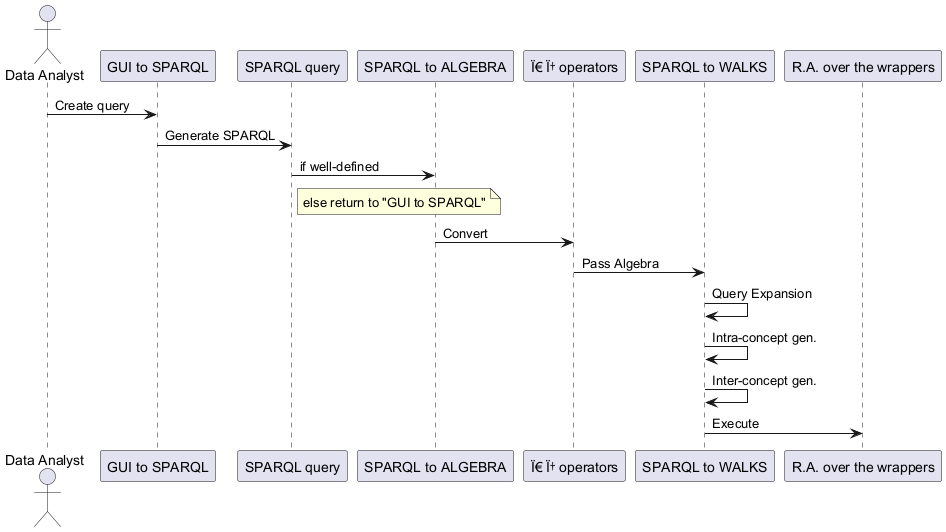 Data Analyst
GUI to SPARQL
SPARQL query
SPARQL to ALGEBRA
Ï€ Ï† operators
SPARQL to WALKS
R.A. over the wrappers
Create query
Generate SPARQL
if well-defined
else return to "GUI to SPARQL"
Convert
Pass Algebra
Query Expansion
Intra-concept gen.
Inter-concept gen.
Execute
Data Analyst
GUI to SPARQL
SPARQL query
SPARQL to ALGEBRA
Ï€ Ï† operators
SPARQL to WALKS
R.A. over the wrappers